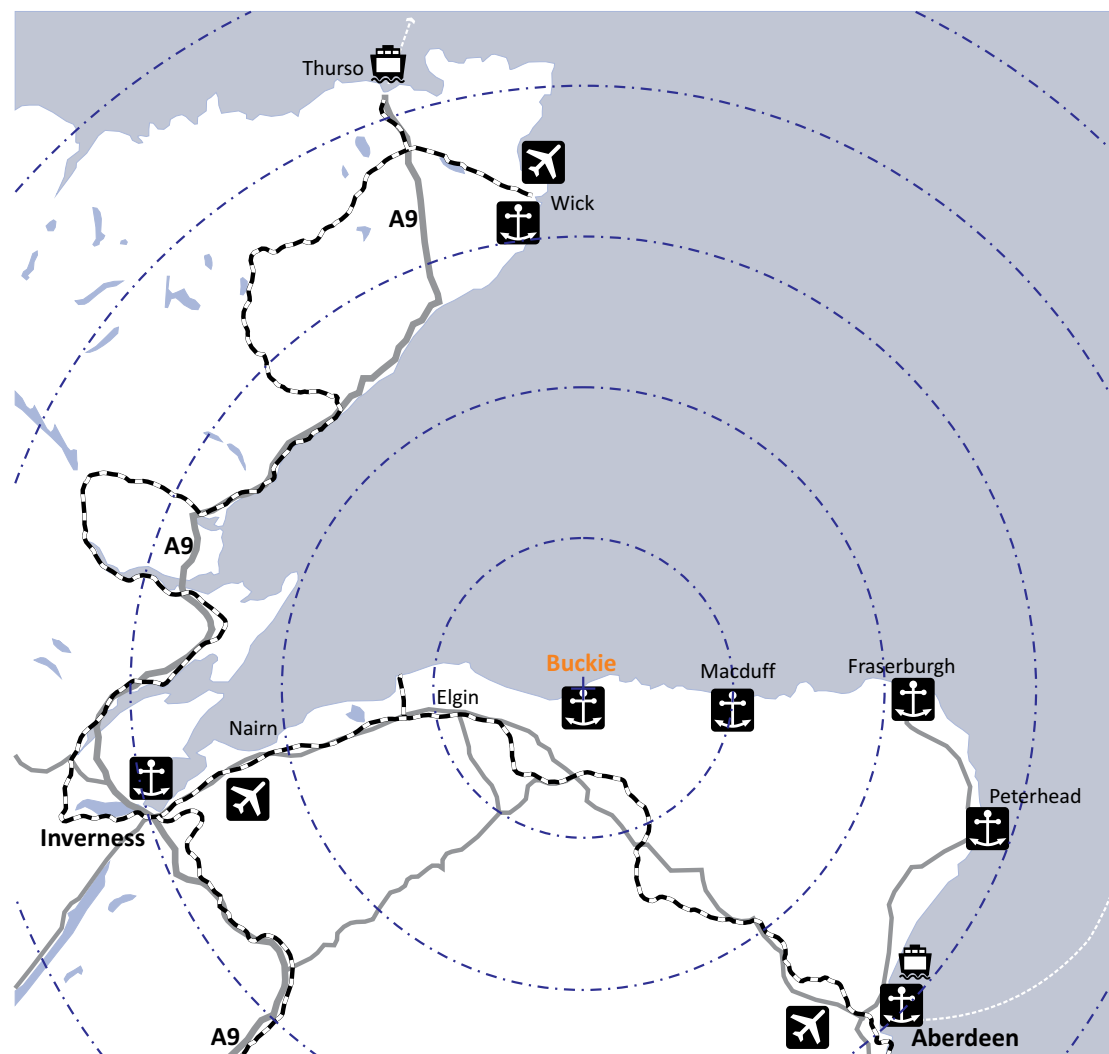 Thurso
Wick
A9
A9
Buckie
Fraserburgh
Macduff
Elgin
Nairn
Peterhead
Inverness
A9
Aberdeen